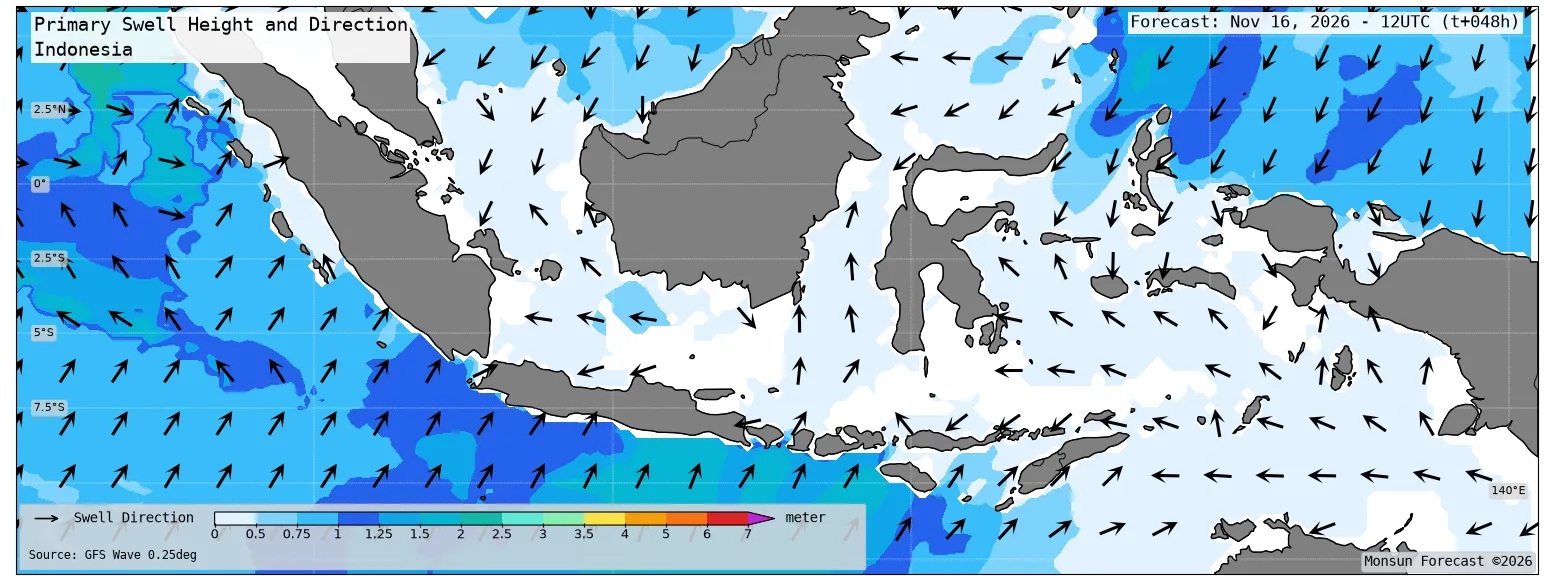 Primary Swell Height and Direction
Indonesia
Forecast: Nov 16, 2026 - 12UTC (t+048h)
2.5°N
0°
2.5°S
5°S
7.5°S
140°E
Swell Direction
meter
0 0.5 0.75 1 1.25 1.5 2 2.5 3 3.5 4 5 6 7
Source: GFS Wave 0.25deg
Monsun Forecast ©2026